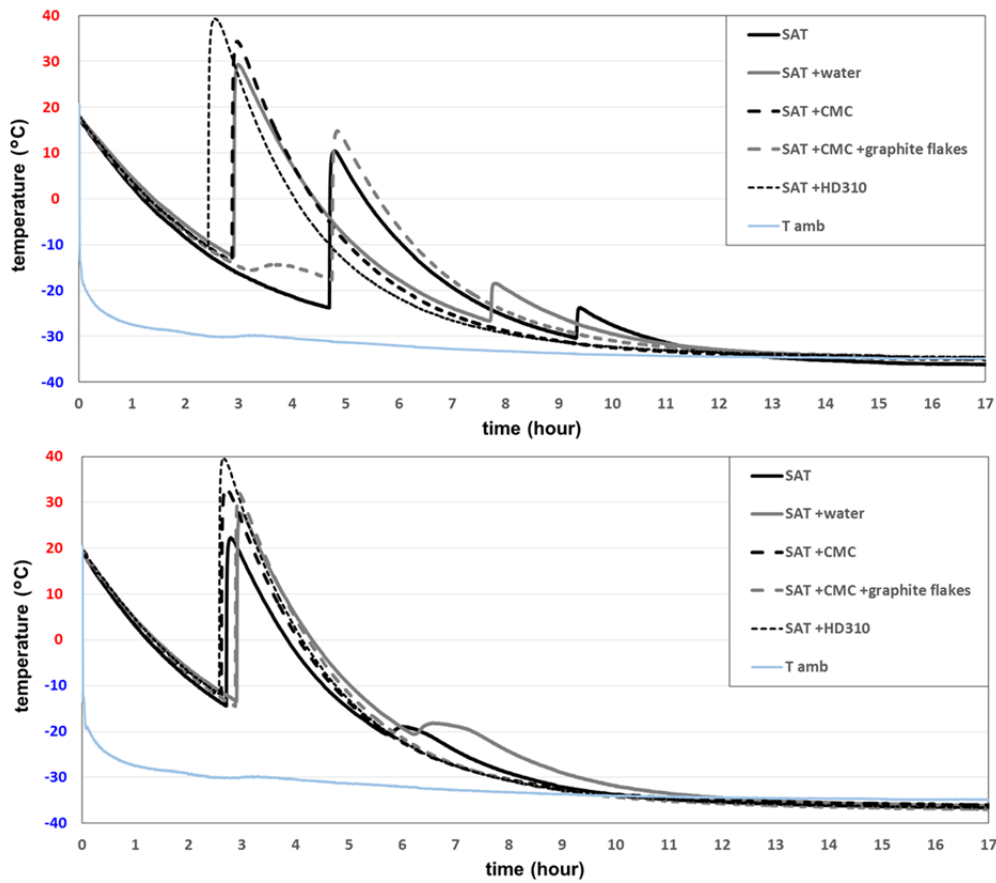 40
30
20
10
0
-10
-20
-30
-40
temperature (°C)
SAT
SAT +water
SAT +CMC
SAT +CMC +graphite flakes
SAT +HD310
T amb
0 1 2 3 4 5 6 7 8 9 10 11 12 13 14 15 16 17
time (hour)
40
30
20
10
0
-10
-20
-30
-40
temperature (°C)
SAT
SAT +water
SAT +CMC
SAT +CMC +graphite flakes
SAT +HD310
T amb
0 1 2 3 4 5 6 7 8 9 10 11 12 13 14 15 16 17
time (hour)